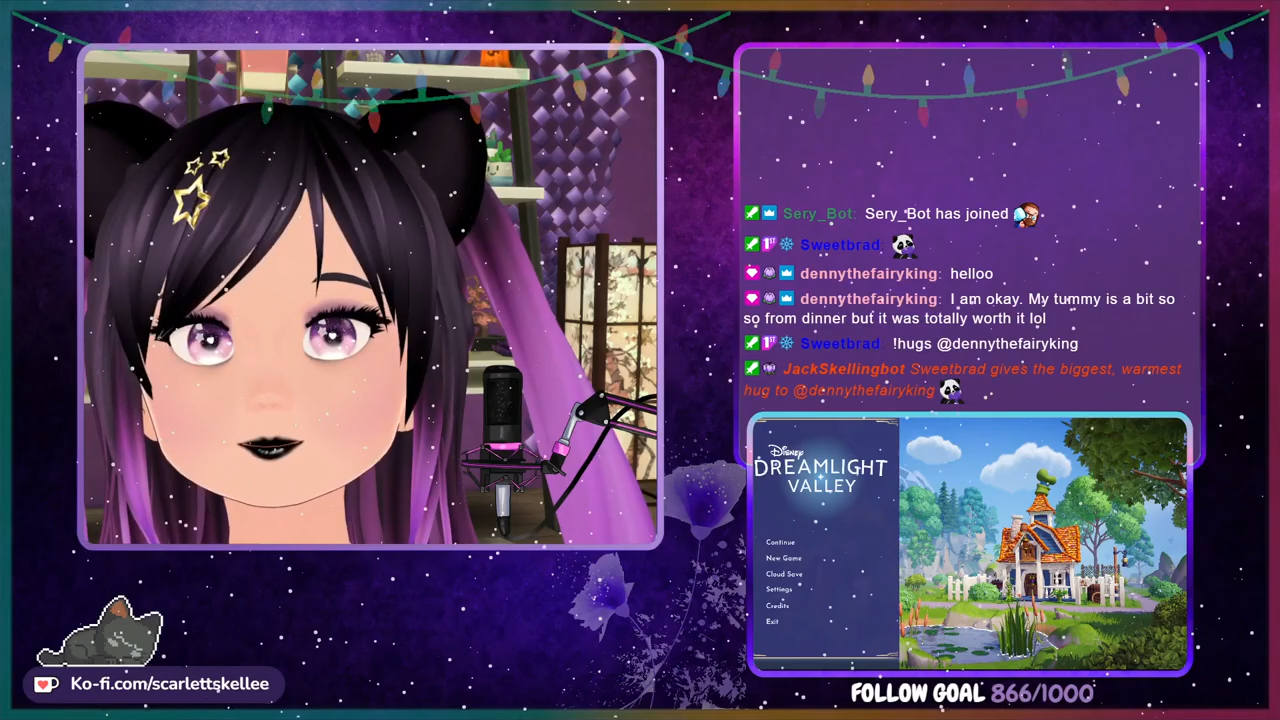 Sery_Bot: Sery_Bot has joined
1ST Sweetbrad:
dennythefairyking: helloo
dennythefairyking: I am okay. My tummy is a bit so
so from dinner but it was totally worth it lol
1ST Sweetbrad: !hugs @dennythefairyking
JackSkellingbot Sweetbrad gives the biggest, warmest
hug to @dennythefairyking
Disney
DREAMLIGHT
VALLEY
Continue
New Game
Cloud Save
Settings
Credits
Exit
Ko-fi.com/scarlettskellee
FOLLOW GOAL 866/1000